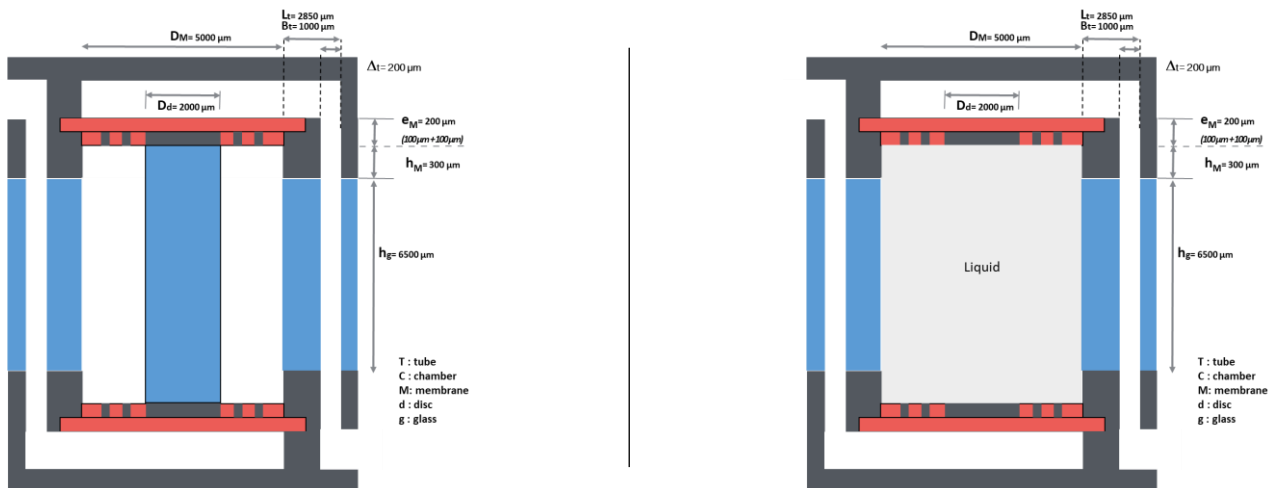 Lt= 2850 µm
Bt= 1000 µm
DM= 5000 µm
Δt= 200 µm
Dd= 2000 µm
eM= 200 µm
(100µm+100µm)
hM= 300 µm
hg= 6500 µm
T : tube
C : chamber
M: membrane
d : disc
g : glass
Lt= 2850 µm
Bt= 1000 µm
DM= 5000 µm
Δt= 200 µm
Dd= 2000 µm
eM= 200 µm
(100µm+100µm)
hM= 300 µm
Liquid
hg= 6500 µm
T : tube
C : chamber
M: membrane
d : disc
g : glass